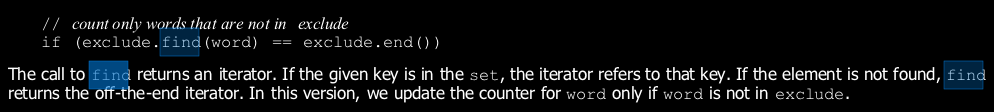 // count only words that are not in exclude
if (exclude.find(word) == exclude.end())
The call to find returns an iterator. If the given key is in the set, the iterator refers to that key. If the element is not found, find
returns the off-the-end iterator. In this version, we update the counter for word only if word is not in exclude.